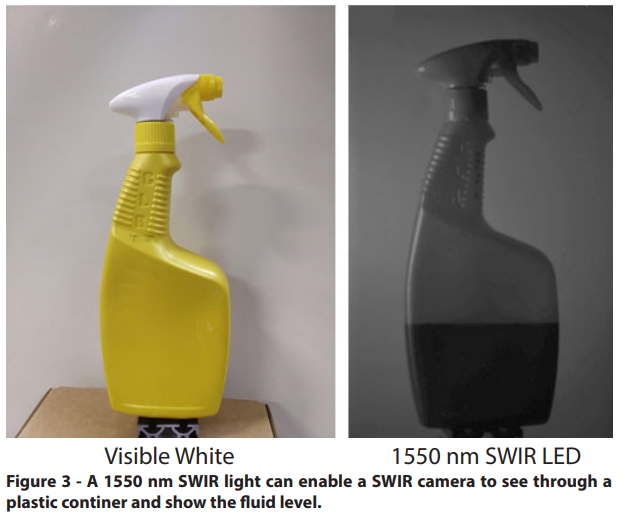 CLR
Visible White
1550 nm SWIR LED
Figure 3 - A 1550 nm SWIR light can enable a SWIR camera to see through a
plastic continer and show the fluid level.